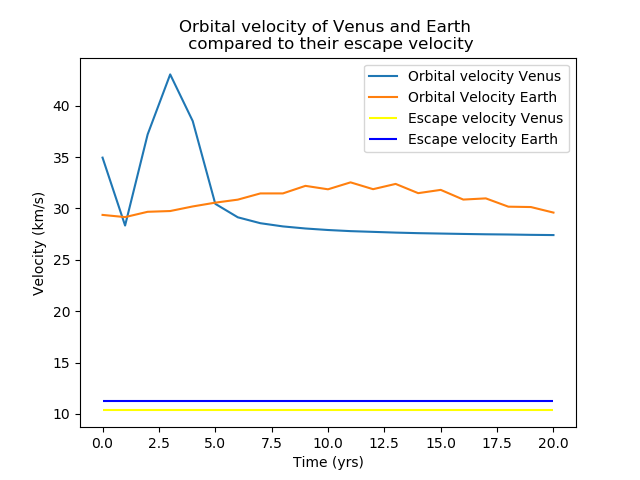 Orbital velocity of Venus and Earth
compared to their escape velocity
Orbital velocity Venus
Orbital Velocity Earth
Escape velocity Venus
Escape velocity Earth
Velocity (km/s)
40
35
30
25
20
15
10
0.0 2.5 5.0 7.5 10.0 12.5 15.0 17.5 20.0
Time (yrs)